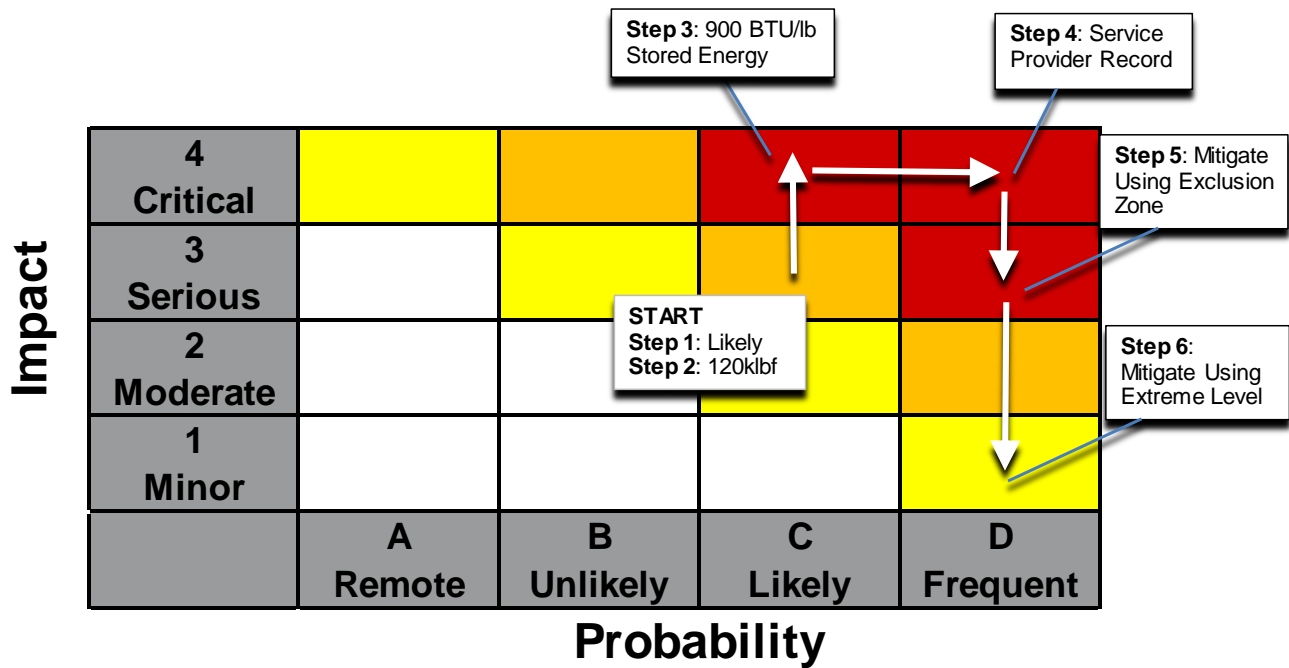 Step 3: 900 BTU/lb
Stored Energy
Step 4: Service
Provider Record
Step 5: Mitigate
Using Exclusion
Zone
Impact
4
Critical
3
Serious
START
Step 1: Likely
Step 2: 120klbf
2
Moderate
Step 6:
Mitigate Using
Extreme Level
1
Minor
A
Remote
B
Unlikely
C
Likely
D
Frequent
Probability